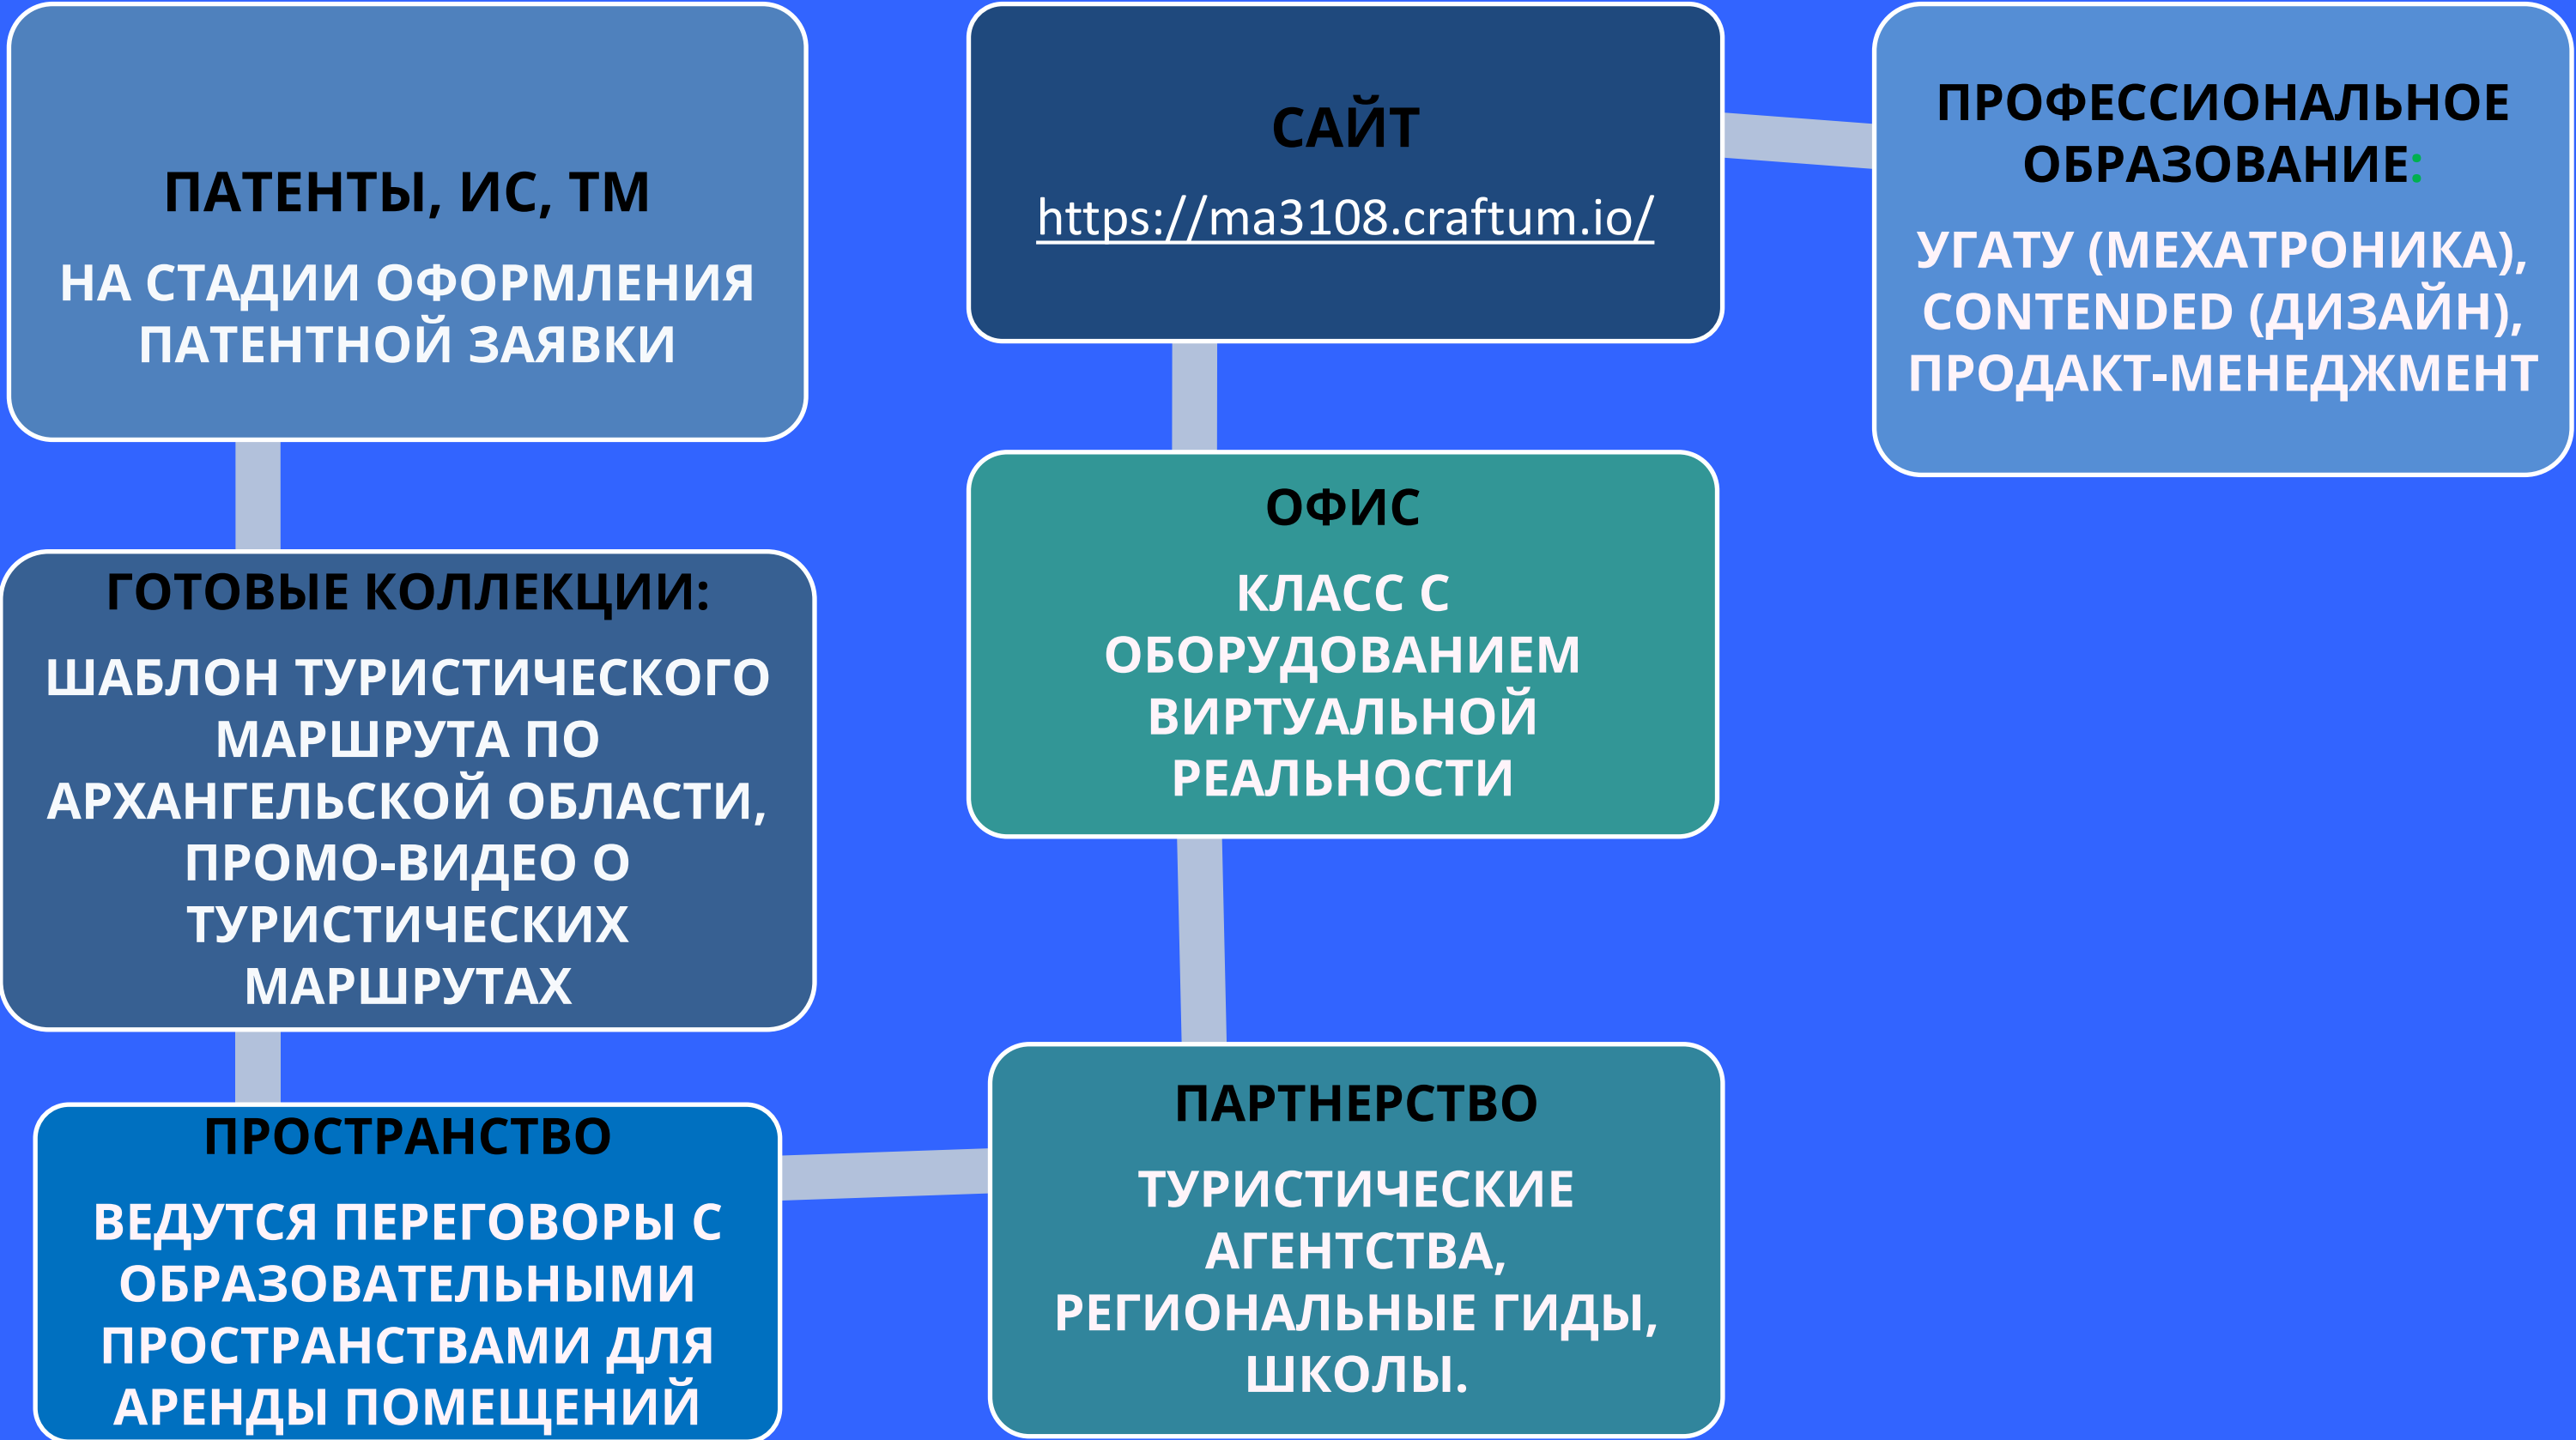 ПАТЕНТЫ, ИС, ТМ
НА СТАДИИ ОФОРМЛЕНИЯ
ПАТЕНТНОЙ ЗАЯВКИ
ГОТОВЫЕ КОЛЛЕКЦИИ:
ШАБЛОН ТУРИСТИЧЕСКОГО
МАРШРУТА ПО
АРХАНГЕЛЬСКОЙ ОБЛАСТИ,
ПРОМО-ВИДЕО О
ТУРИСТИЧЕСКИХ
МАРШРУТАХ
ПРОСТРАНСТВО
ВЕДУТСЯ ПЕРЕГОВОРЫ С
ОБРАЗОВАТЕЛЬНЫМИ
ПРОСТРАНСТВАМИ ДЛЯ
АРЕНДЫ ПОМЕЩЕНИЙ
ПАРТНЕРСТВО
ТУРИСТИЧЕСКИЕ
АГЕНТСТВА,
РЕГИОНАЛЬНЫЕ ГИДЫ,
ШКОЛЫ.
ОФИС
КЛАСС С
ОБОРУДОВАНИЕМ
ВИРТУАЛЬНОЙ
РЕАЛЬНОСТИ
САЙТ
https://ma3108.craftum.io/
ПРОФЕССИОНАЛЬНОЕ
ОБРАЗОВАНИЕ:
УГАТУ (МЕХАТРОНИКА),
CONTENDED (ДИЗАЙН),
ПРОДАКТ-МЕНЕДЖМЕНТ